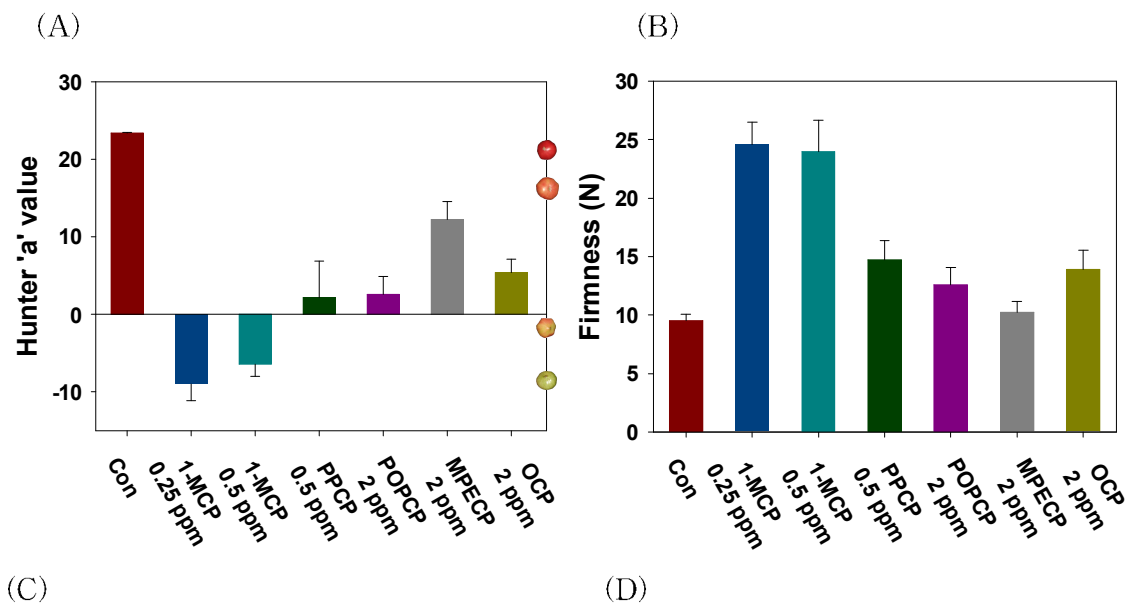 (A)
(B)
30
20
10
0
-10
Hunter 'a' value
Con
1-MCP
0.25 ppm
1-MCP
0.5 ppm
PPCP
0.5 ppm
POPCP
2 ppm
MPECP
2 ppm
OCP
2 ppm
30
25
20
15
10
5
0
Firmness (N)
Con
1-MCP
0.25 ppm
1-MCP
0.5 ppm
PPCP
0.5 ppm
POPCP
2 ppm
MPECP
2 ppm
OCP
2 ppm
(C)
(D)